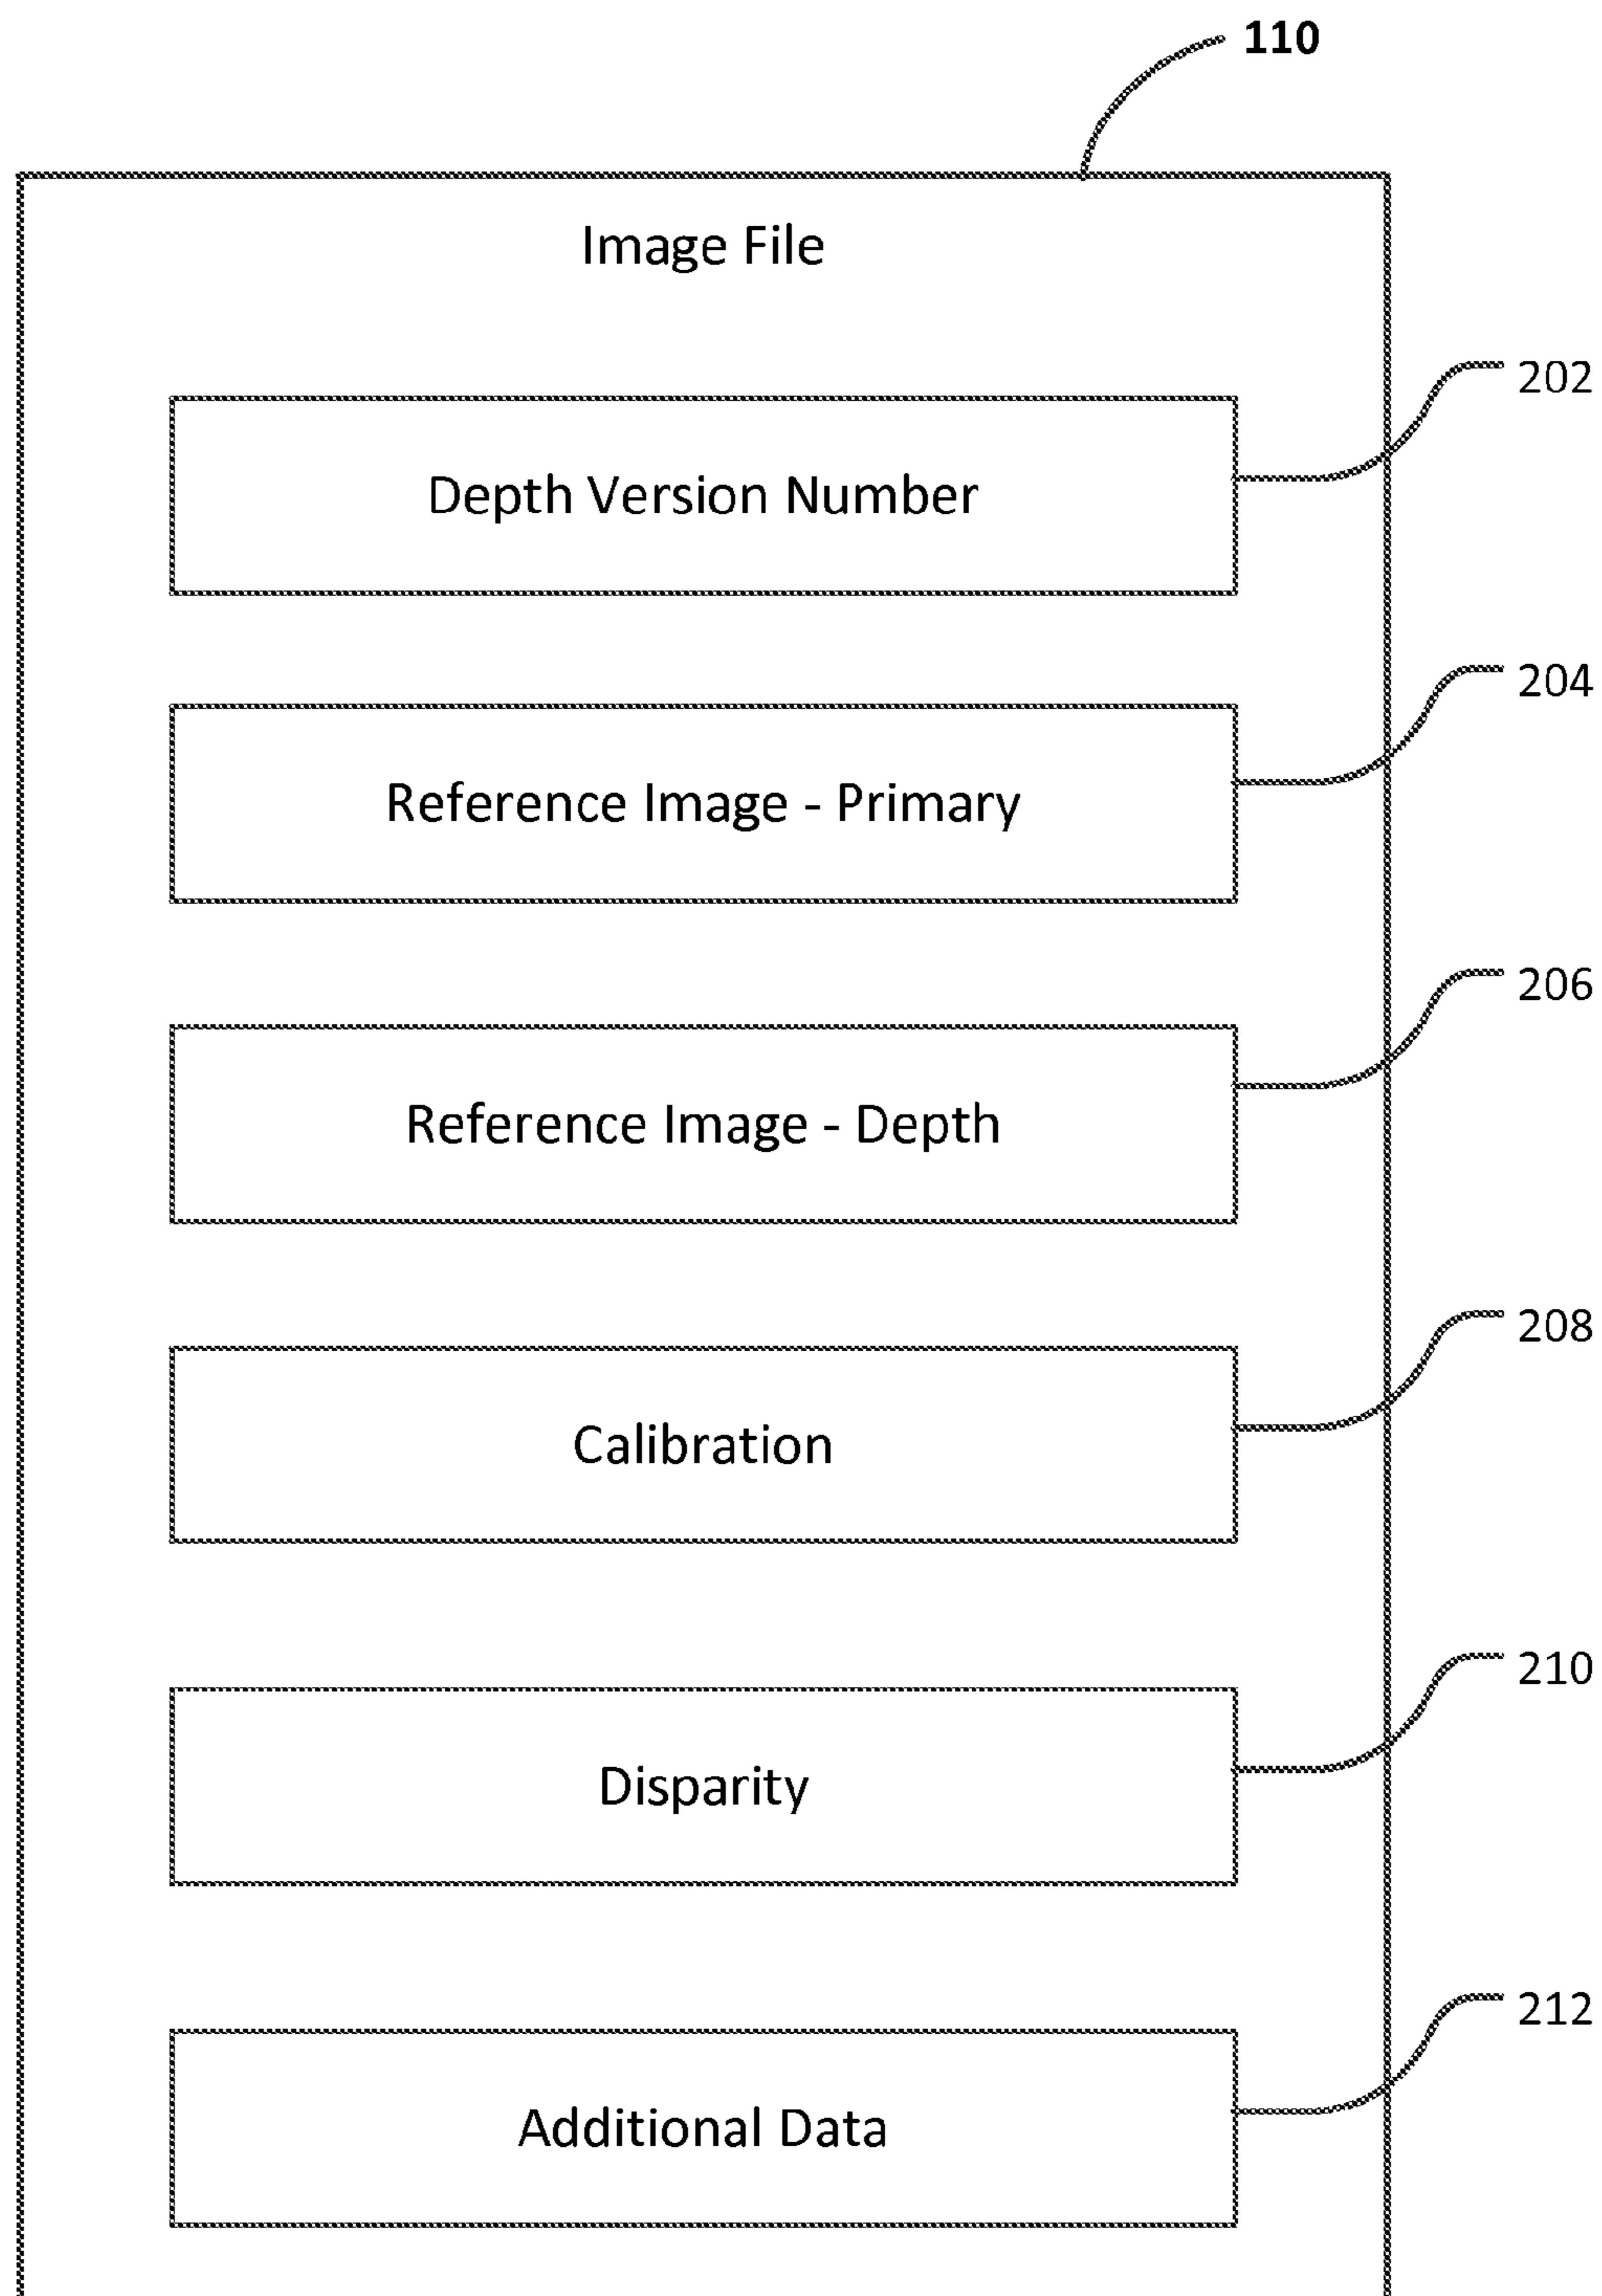 110
Image File
202
Depth Version Number
204
Reference Image - Primary
206
Reference Image - Depth
208
Calibration
210
Disparity
212
Additional Data